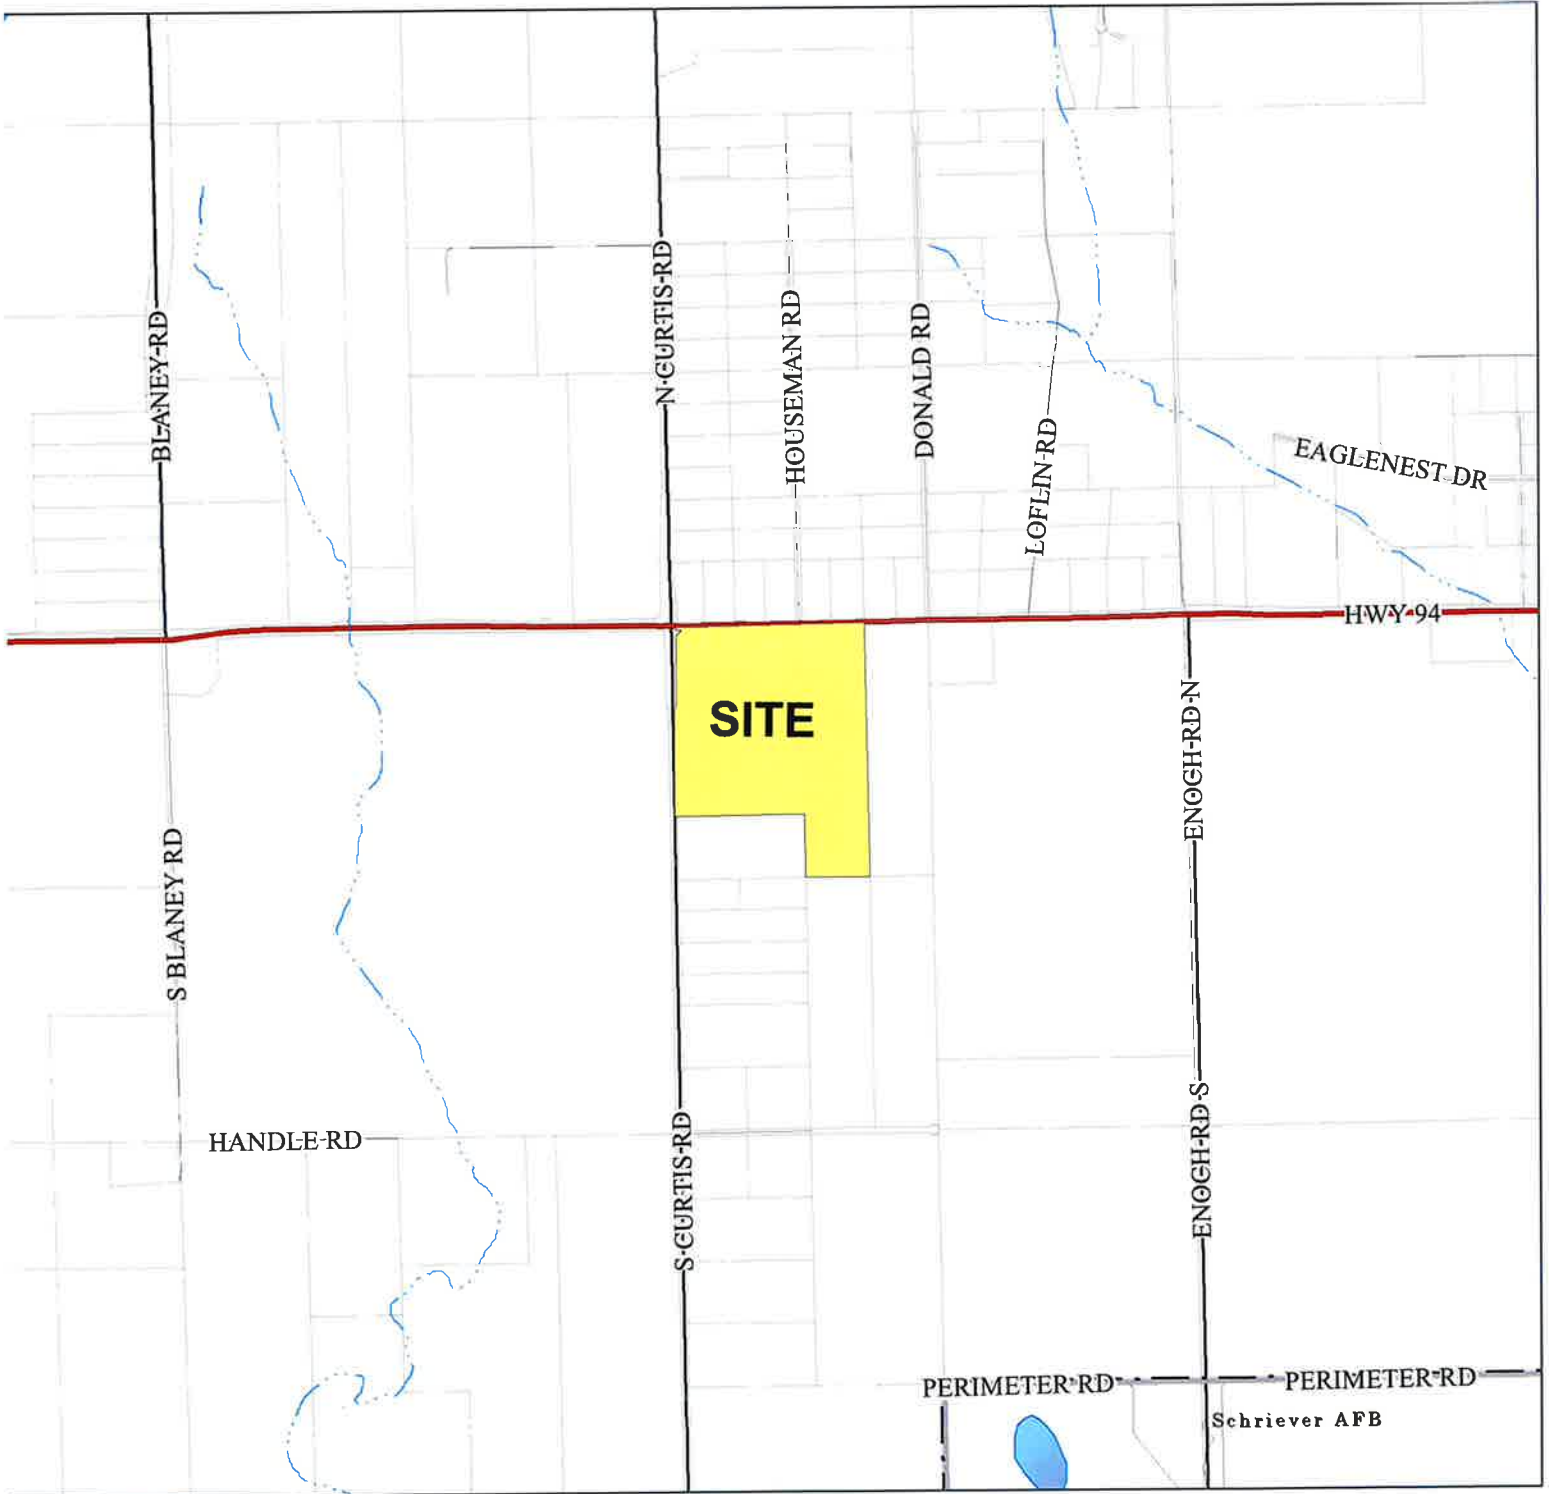 BLANEY RD
N CURTIS RD
HOUSEMAN RD
DONALD RD
LOFLIN RD
EAGLENEST DR
HWY 94
SITE
ENOCH RD N
S BLANEY RD
HANDLE RD
S CURTIS RD
ENOCH RD S
PERIMETER RD
PERIMETER RD
Schriever AFB